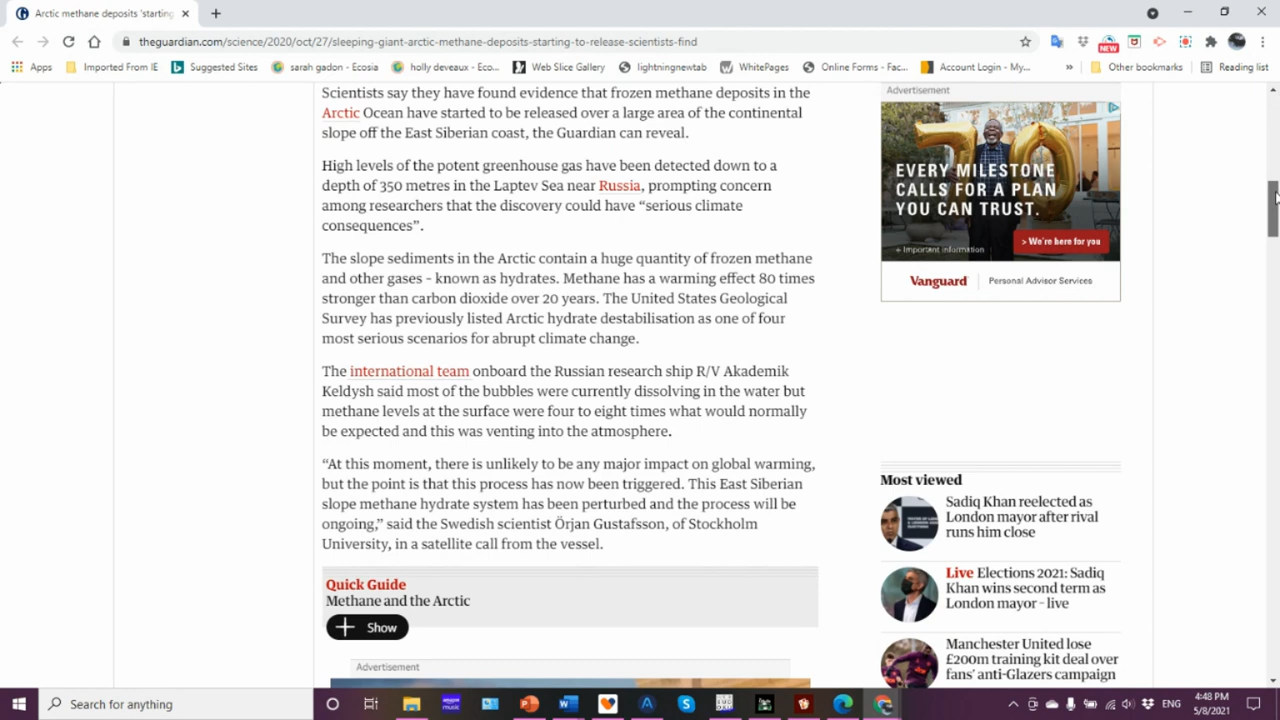 Arctic methane deposits 'starting
theguardian.com/science/2020/oct/27/sleeping-giant-arctic-methane-deposits-starting-to-release-scientists-find
NEW
Apps
Imported From IE
Suggested Sites
sarah gadon - Ecosia
holly deveaux - Eco...
Web Slice Gallery
lightningnewtab
WhitePages
Online Forms - Fac...
Account Login - My...
»
Other bookmarks
Reading list
Scientists say they have found evidence that frozen methane deposits in the
Arctic Ocean have started to be released over a large area of the continental
slope off the East Siberian coast, the Guardian can reveal.
High levels of the potent greenhouse gas have been detected down to a
depth of 350 metres in the Laptev Sea near Russia, prompting concern
among researchers that the discovery could have “serious climate
consequences”.
The slope sediments in the Arctic contain a huge quantity of frozen methane
and other gases – known as hydrates. Methane has a warming effect 80 times
stronger than carbon dioxide over 20 years. The United States Geological
Survey has previously listed Arctic hydrate destabilisation as one of four
most serious scenarios for abrupt climate change.
The international team onboard the Russian research ship R/V Akademik
Keldysh said most of the bubbles were currently dissolving in the water but
methane levels at the surface were four to eight times what would normally
be expected and this was venting into the atmosphere.
“At this moment, there is unlikely to be any major impact on global warming,
but the point is that this process has now been triggered. This East Siberian
slope methane hydrate system has been perturbed and the process will be
ongoing,” said the Swedish scientist Örjan Gustafsson, of Stockholm
University, in a satellite call from the vessel.
Quick Guide
Methane and the Arctic
Show
Advertisement
Advertisement
70
EVERY MILESTONE
CALLS FOR A PLAN
YOU CAN TRUST.
> We're here for you
+ Important information
Vanguard
Personal Advisor Services
Most viewed
Sadiq Khan reelected as
London mayor after rival
runs him close
Live Elections 2021: Sadiq
Khan wins second term as
London mayor – live
Manchester United lose
£200m training kit deal over
fans' anti-Glazers campaign
Search for anything
ENG
4:48 PM
5/8/2021